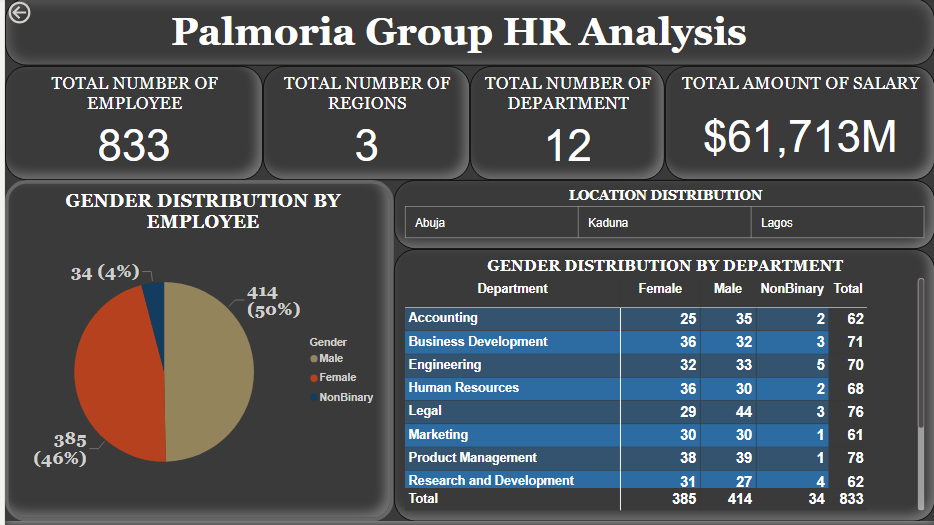 Palmoria Group HR Analysis
TOTAL NUMBER OF
EMPLOYEE
833
TOTAL NUMBER OF
REGIONS
3
TOTAL NUMBER OF
DEPARTMENT
12
TOTAL AMOUNT OF SALARY
$61,713M
GENDER DISTRIBUTION BY
EMPLOYEE
34 (4%)
414
(50%)
385
(46%)
Gender
Male
Female
NonBinary
LOCATION DISTRIBUTION
Abuja Kaduna Lagos
GENDER DISTRIBUTION BY DEPARTMENT
Department Female Male NonBinary Total
Accounting 25 35 2 62
Business Development 36 32 3 71
Engineering 32 33 5 70
Human Resources 36 30 2 68
Legal 29 44 3 76
Marketing 30 30 1 61
Product Management 38 39 1 78
Research and Development 31 27 4 62
Total 385 414 34 833